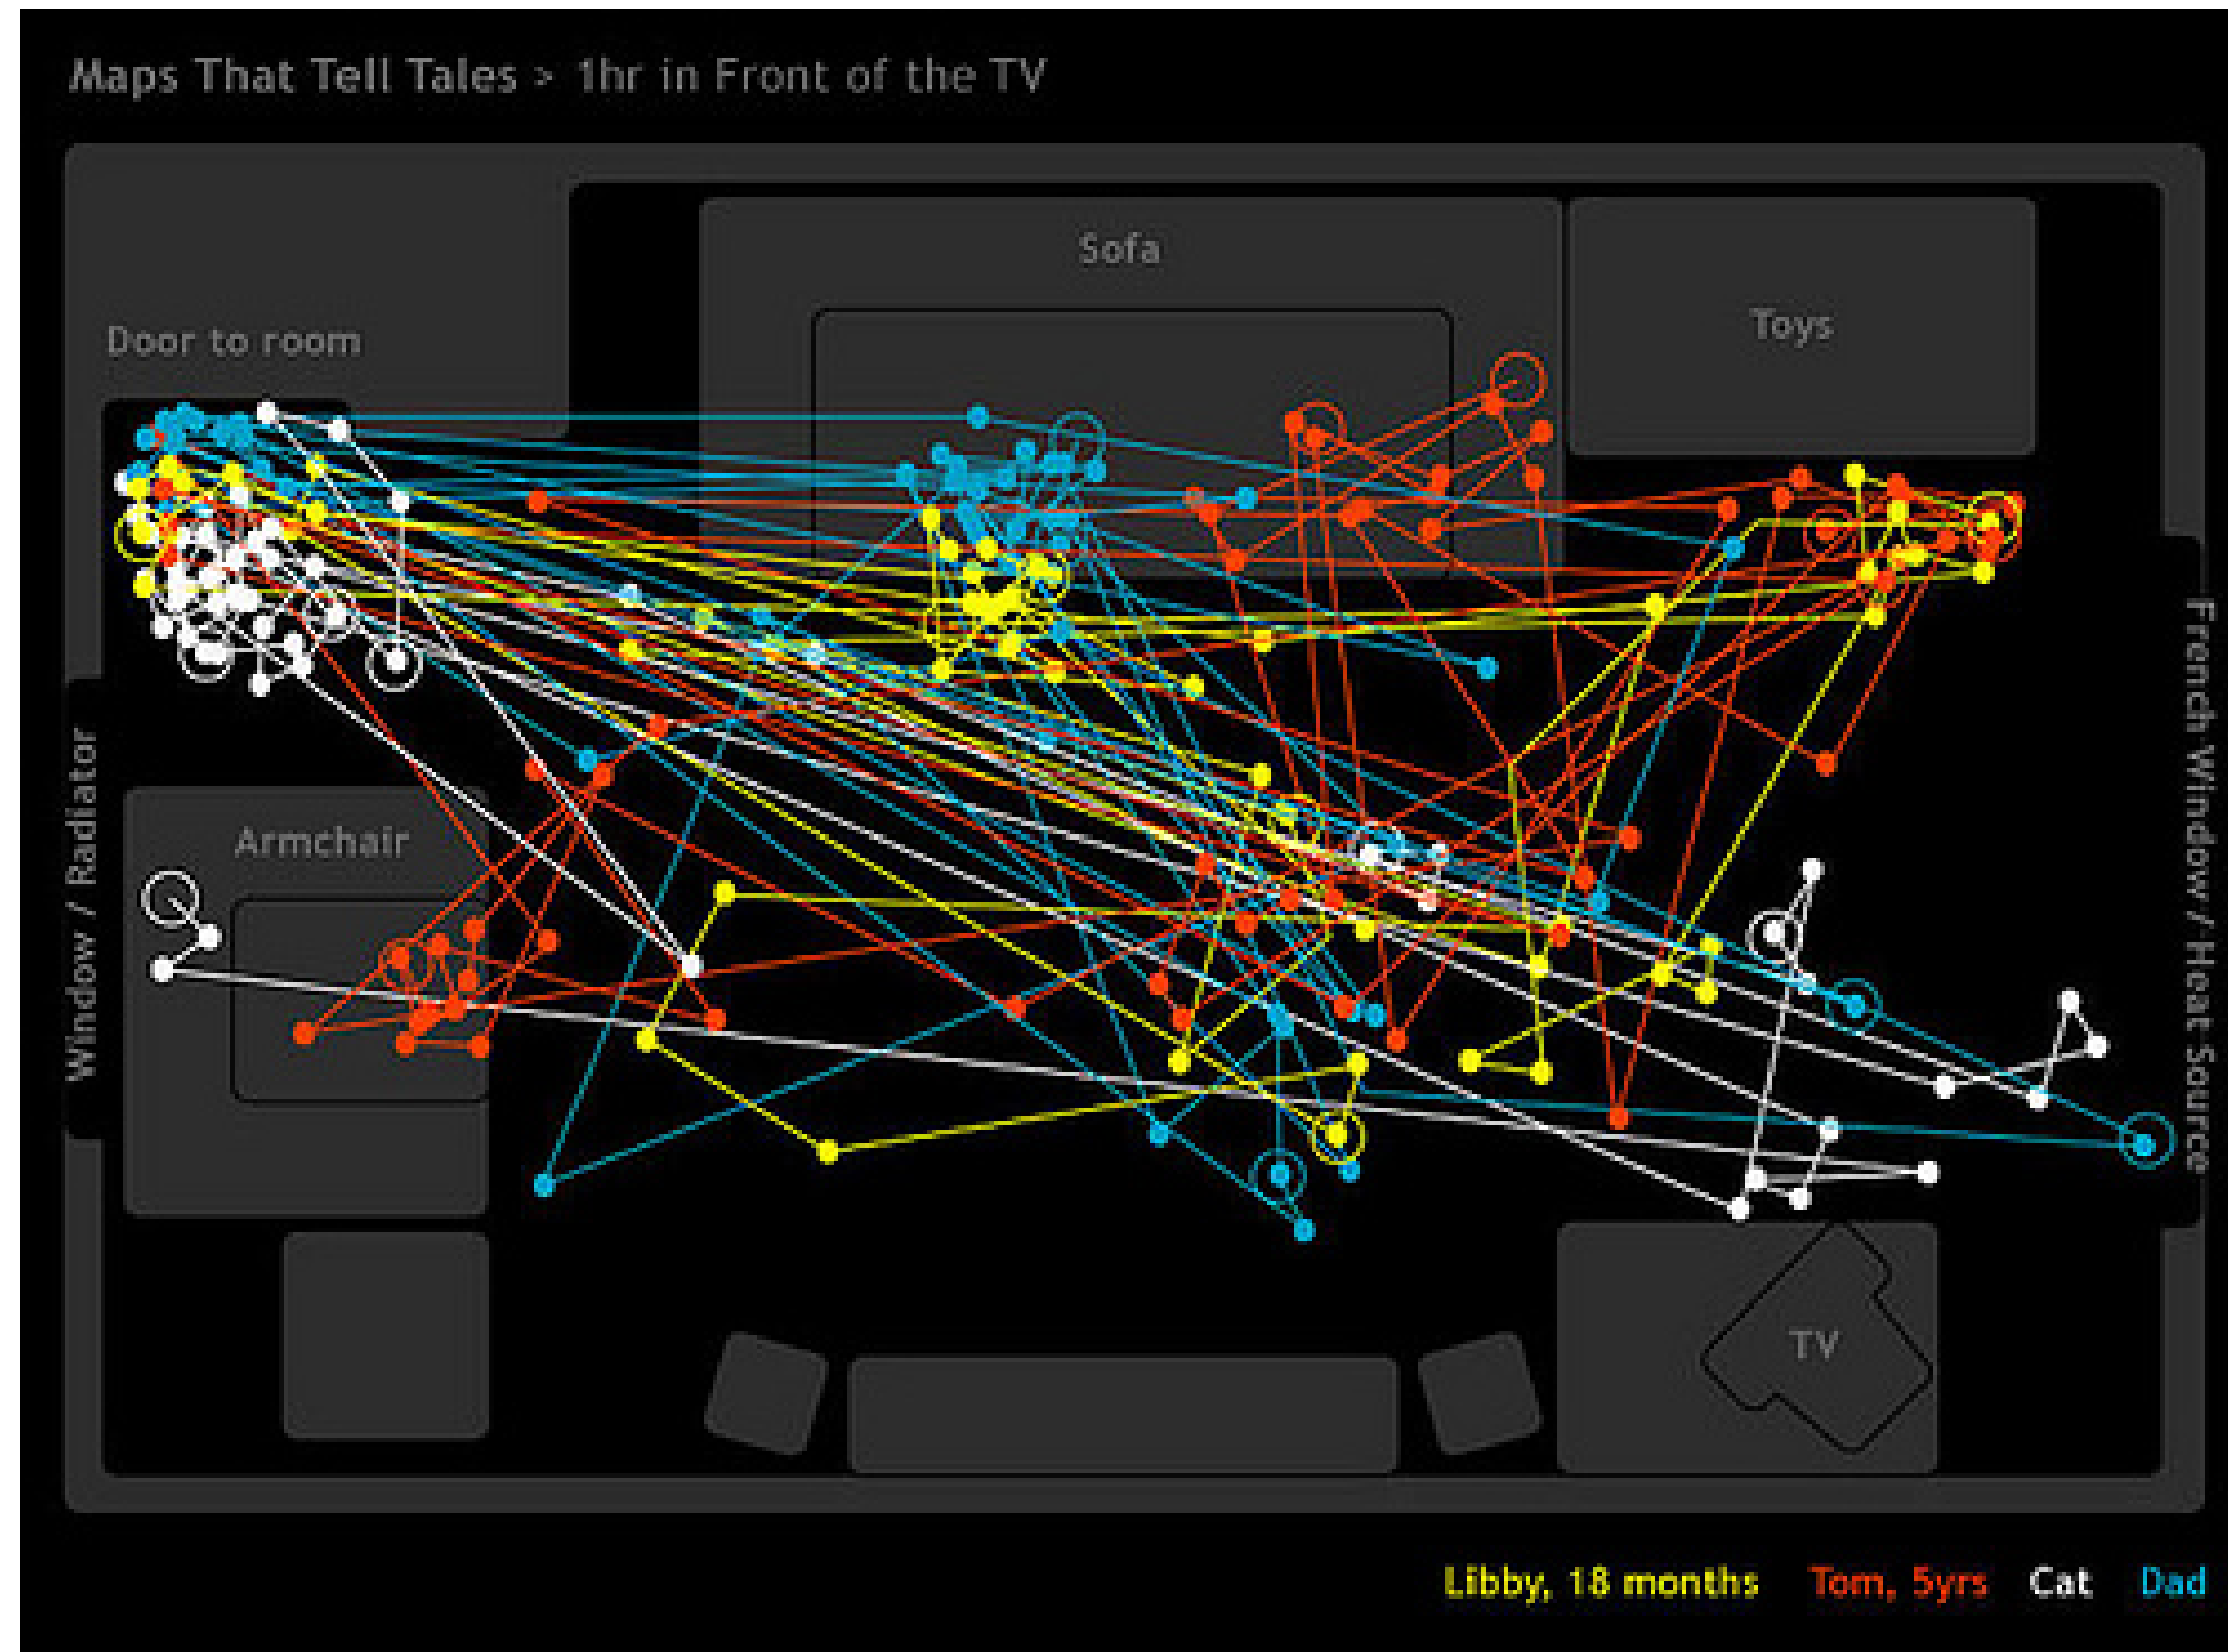 Maps That Tell Tales > 1hr in Front of the TV
Sofa
Toys
Door to room
Armchair
Window / Radiator
French Window / Heat Source
TV
Libby, 18 months Tom, 5yrs Cat Dad